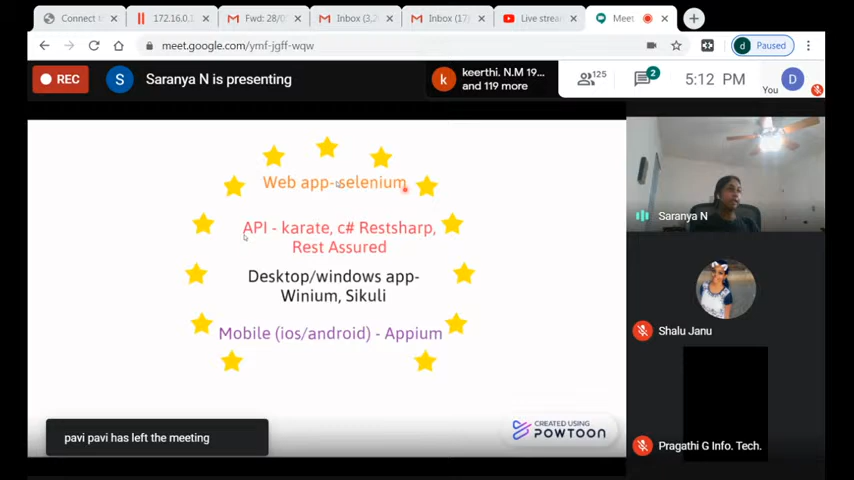 Connect t
172.16.0.1
Fwd: 28/0
Inbox (3,2
Inbox (17)
Live strean
Meet
meet.google.com/ymf-jgff-wqw
d
Paused
REC
S
Saranya N is presenting
k
keerthi. N.M 19...
and 119 more
125
2
5:12 PM
You
D
Web app-selenium
API - karate, c# Restsharp,
Rest Assured
Desktop/windows app-
Winium, Sikuli
Mobile (ios/android) - Appium
Saranya N
Shalu Janu
Pragathi G Info. Tech.
pavi pavi has left the meeting
CREATED USING
POWTOON